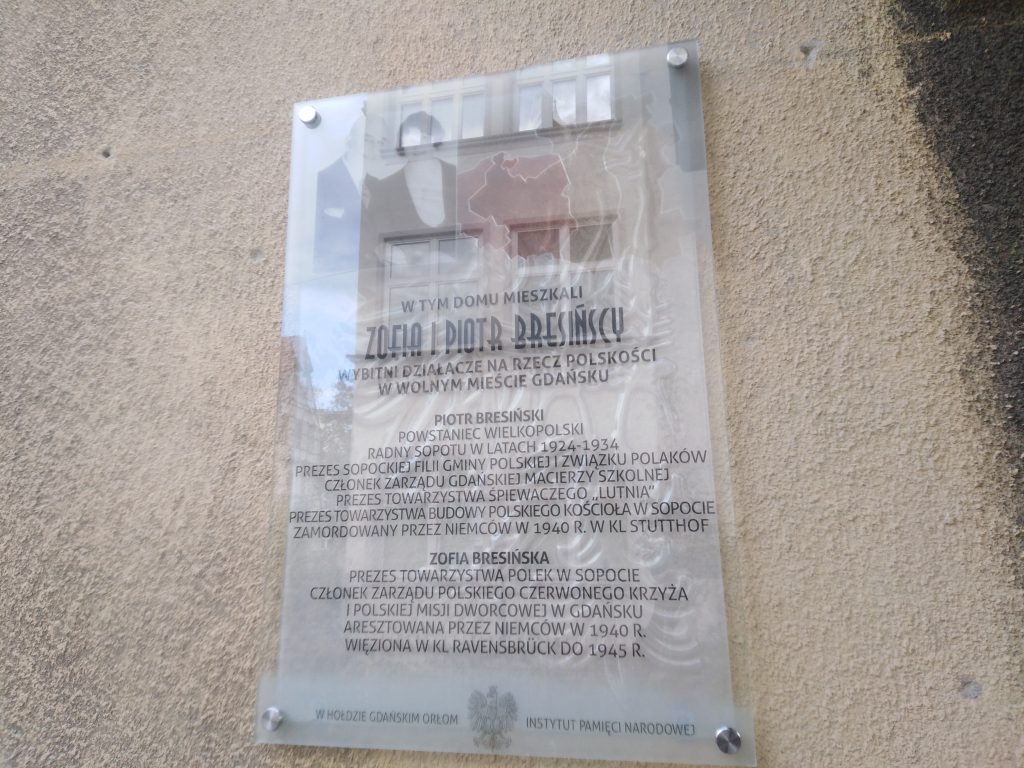 W TYM DOMU MIESZKALI
ZOFIA I PIOTR BRESIŃSCY
WYBITNI DZIAŁACZE NA RZECZ POLSKOŚCI
W WOLNYM MIEŚCIE GDAŃSKU
PIOTR BRESIŃSKI
POWSTANIEC WIELKOPOLSKI
RADNY SOPOTU W LATACH 1924-1934
PREZES SOPOCKIEJ FILII GMINY POLSKIEJ I ZWIĄZKU POLAKÓW
CZŁONEK ZARZĄDU GDAŃSKIEJ MACIERZY SZKOLNEJ
PREZES TOWARZYSTWA ŚPIEWACZEGO „LUTNIA”
PREZES TOWARZYSTWA BUDOWY POLSKIEGO KOŚCIOŁA W SOPOCIE
ZAMORDOWANY PRZEZ NIEMCÓW W 1940 R. W KL STUTTHOF
ZOFIA BRESIŃSKA
PREZES TOWARZYSTWA POLEK W SOPOCIE
CZŁONEK ZARZĄDU POLSKIEGO CZERWONEGO KRZYŻA
I POLSKIEJ MISJI DWORCOWEJ W GDAŃSKU
ARESZTOWANA PRZEZ NIEMCÓW W 1940 R.
WIĘZIONA W KL RAVENSBRÜCK DO 1945 R.
W HOŁDZIE GDAŃSKIM ORŁOM INSTYTUT PAMIĘCI NARODOWEJ